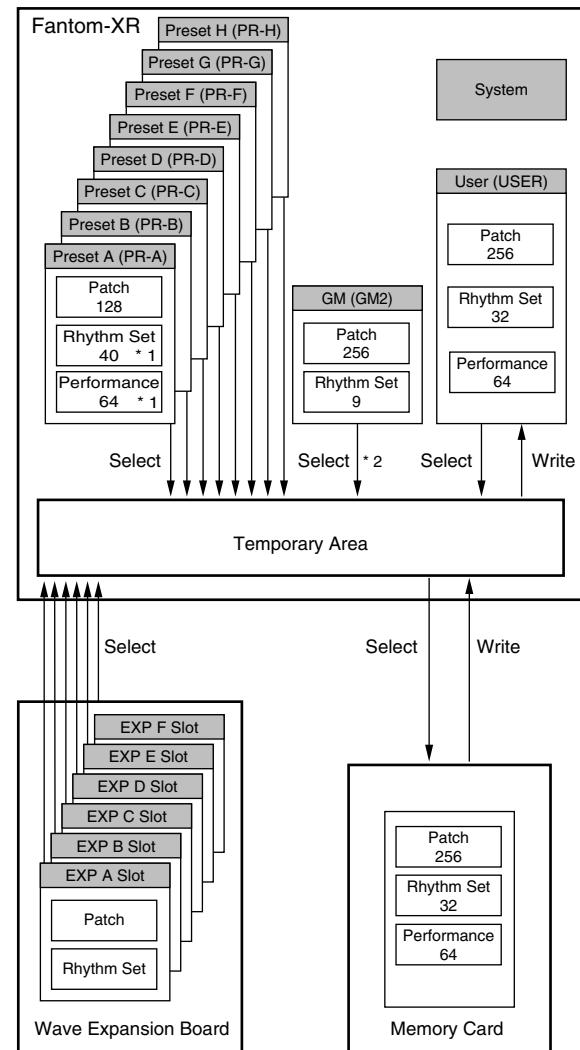 Fantom-XR
Preset H (PR-H)
Preset G (PR-G)
Preset F (PR-F)
Preset E (PR-E)
Preset D (PR-D)
Preset C (PR-C)
Preset B (PR-B)
Preset A (PR-A)
Patch
128
Rhythm Set
40 * 1
Performance
64 * 1
GM (GM2)
Patch
256
Rhythm Set
9
System
User (USER)
Patch
256
Rhythm Set
32
Performance
64
Select
Select * 2
Select
Write
Temporary Area
Select
Select
Write
EXP F Slot
EXP E Slot
EXP D Slot
EXP C Slot
EXP B Slot
EXP A Slot
Patch
Rhythm Set
Wave Expansion Board
Patch
256
Rhythm Set
32
Performance
64
Memory Card